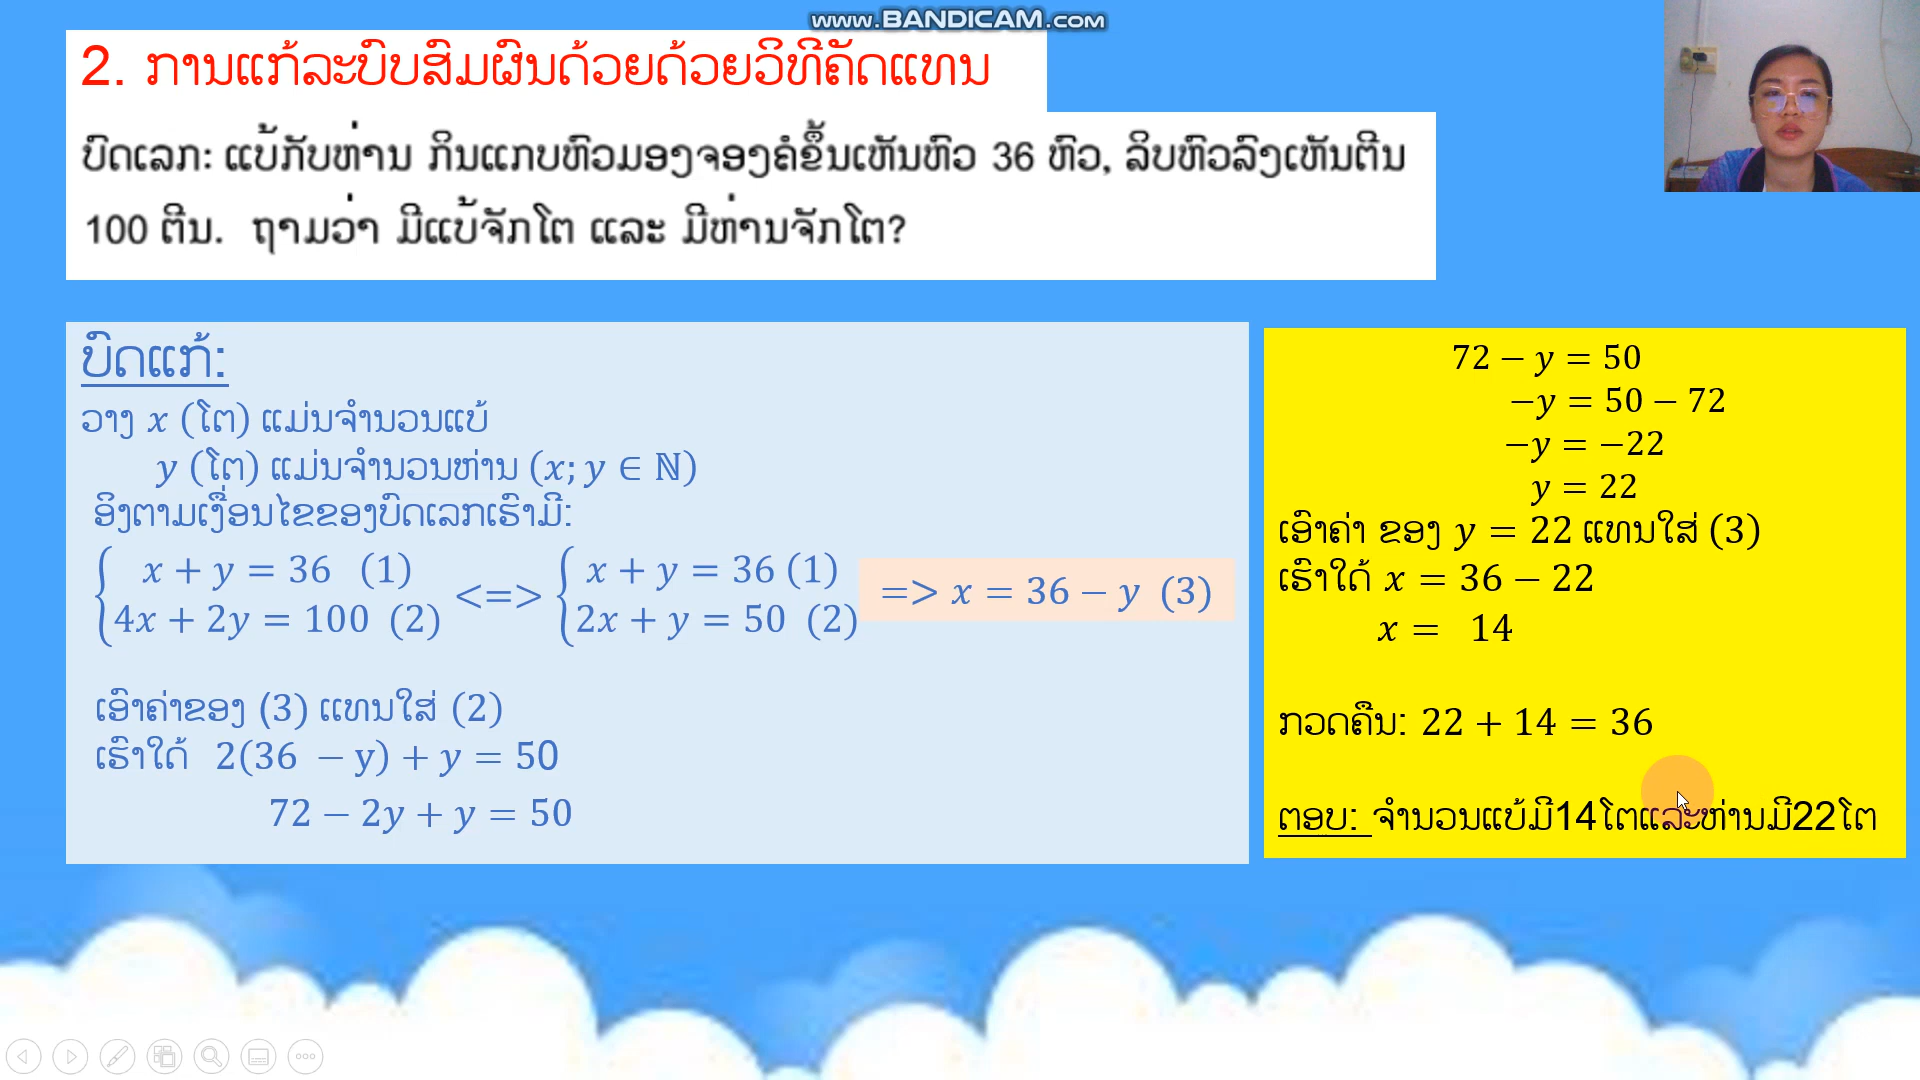 www.BANDICAM.com
2. ການແກ້ລະບົບສົມຜົນດ້ວຍດ້ວຍວິທີຄັດແທນ
ບົດເລກ: ແບ້ກັບຫ່ານ ກິນແກບຫົວມອງຈອງຄໍຂຶ້ນເຫັນຫົວ 36 ຫົວ, ລິບຫົວລົງເຫັນຕີນ
100 ຕີນ. ຖາມວ່າ ມີແບ້ຈັກໂຕ ແລະ ມີຫ່ານຈັກໂຕ?
ບົດແກ້:
ວາງ x (ໂຕ) ແມ່ນຈຳນວນແບ້
y (ໂຕ) ແມ່ນຈຳນວນຫ່ານ (x; y ∈ ℕ)
ອິງຕາມເງື່ອນໄຂຂອງບົດເລກເຮົາມີ:
{ x + y = 36 (1) <=> { x + y = 36 (1) => x = 36 − y (3)
4x + 2y = 100 (2) 2x + y = 50 (2)
ເອົາຄ່າຂອງ (3) ແທນໃສ່ (2)
ເຮົາໃດ້ 2(36 − y) + y = 50
72 − 2y + y = 50
72 − y = 50
−y = 50 − 72
−y = −22
y = 22
ເອົາຄ່າ ຂອງ y = 22 ແທນໃສ່ (3)
ເຮົາໃດ້ x = 36 − 22
x = 14
ກວດຄືນ: 22 + 14 = 36
ຕອບ: ຈຳນວນແບ້ມີ14ໂຕແລະຫ່ານມີ22ໂຕ